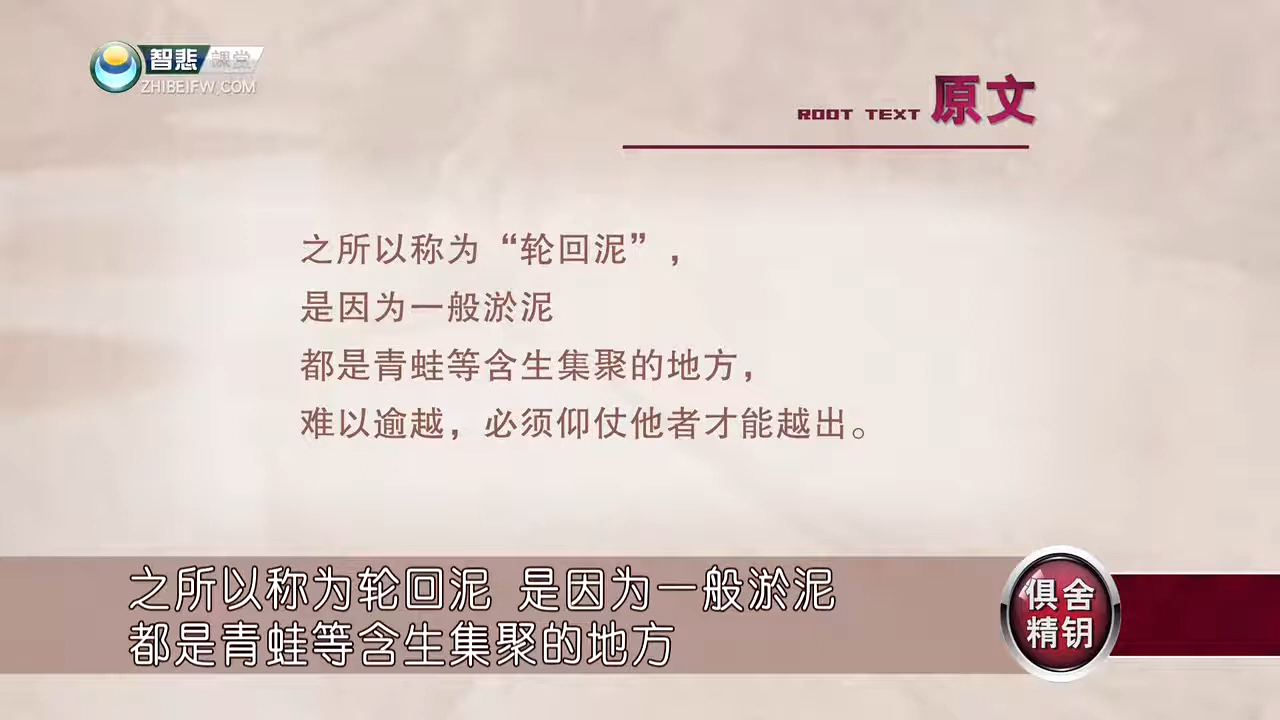 智悲課堂
ZHIBEIFW.COM
ROOT TEXT 原文
之所以称为“轮回泥”，
是因为一般淤泥
都是青蛙等含生集聚的地方，
难以逾越，必须仰仗他者才能越出。
之所以称为轮回泥 是因为一般淤泥
都是青蛙等含生集聚的地方
俱舍
精钥